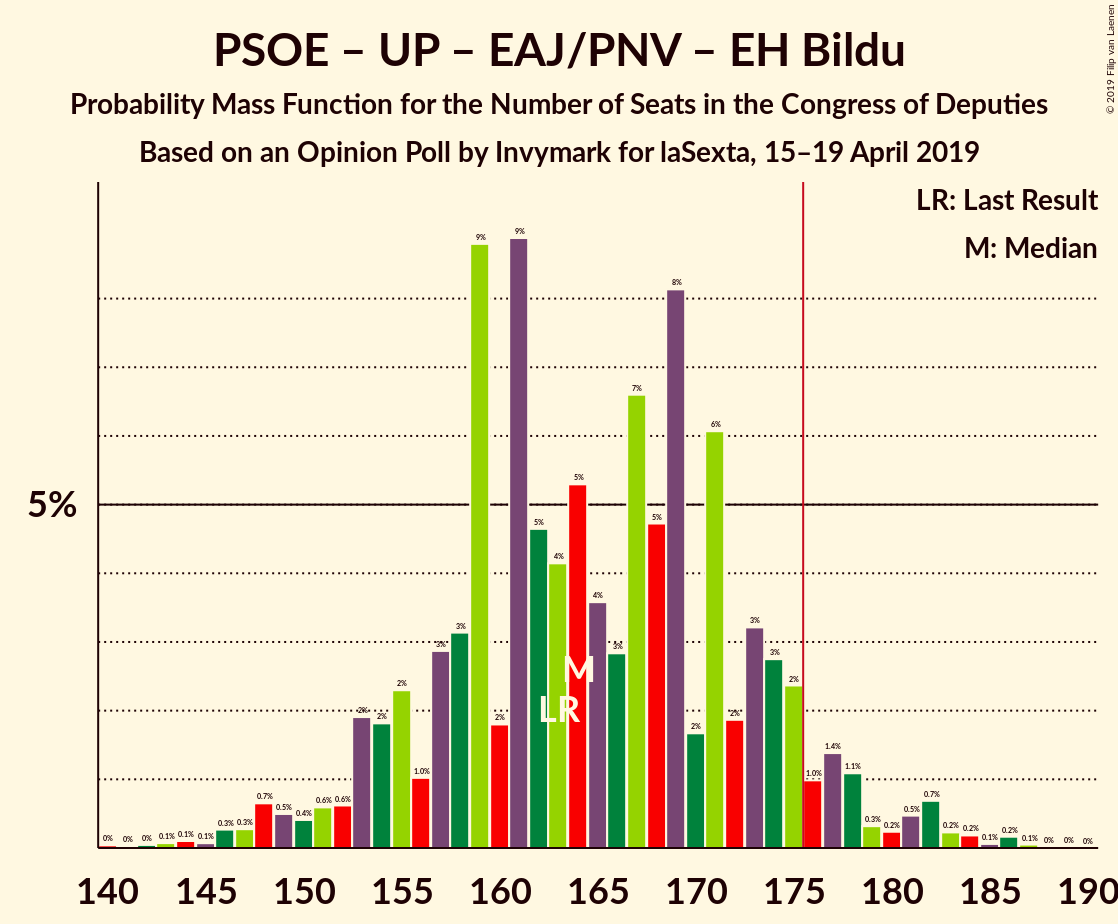 © 2019 Filip van Laenen
PSOE – UP – EAJ/PNV – EH Bildu
Probability Mass Function for the Number of Seats in the Congress of Deputies
Based on an Opinion Poll by Invymark for laSexta, 15–19 April 2019
LR: Last Result
M: Median
5%
0% 0% 0% 0.1% 0.1% 0.1% 0.3% 0.3% 0.7% 0.5% 0.4% 0.6% 0.6% 2% 2% 2% 1.0% 3% 3% 9% 2% 9% 5% 4% 5% 4% 3% 7% 5% 8% 2% 6% 2% 3% 3% 2% 1.0% 1.4% 1.1% 0.3% 0.2% 0.5% 0.7% 0.2% 0.2% 0.1% 0.2% 0.1% 0% 0% 0%
M
LR
140 145 150 155 160 165 170 175 180 185 190